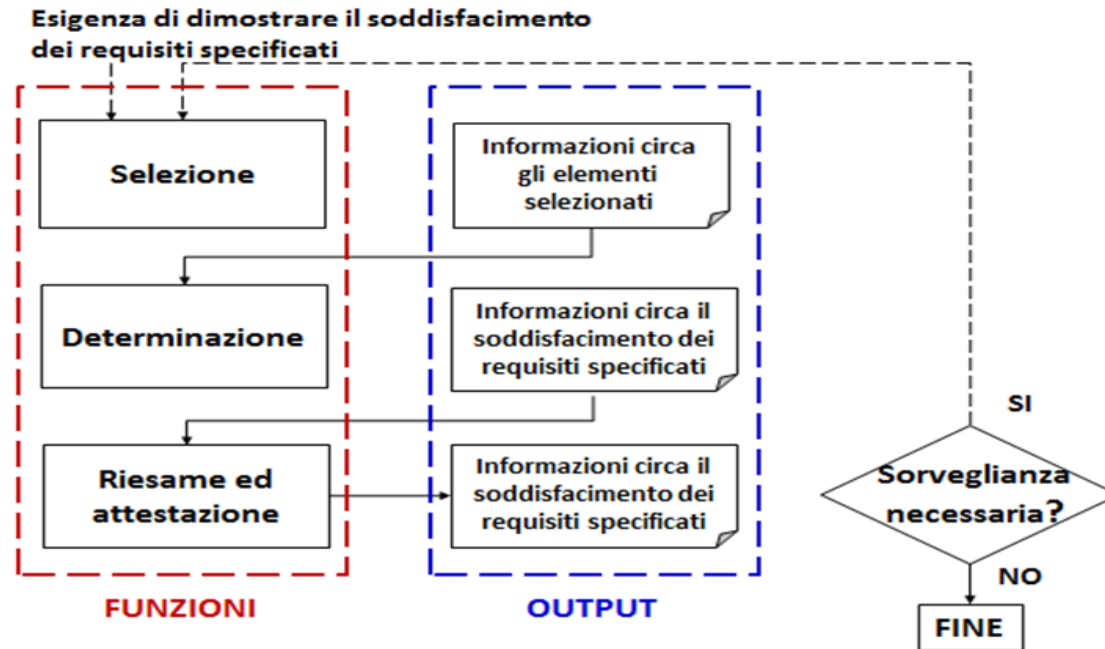 Esigenza di dimostrare il soddisfacimento
dei requisiti specificati
Selezione
Informazioni circa
gli elementi
selezionati
Determinazione
Informazioni circa il
soddisfacimento dei
requisiti specificati
Riesame ed
attestazione
Informazioni circa il
soddisfacimento dei
requisiti specificati
SI
Sorveglianza
necessaria?
NO
FINE
FUNZIONI
OUTPUT